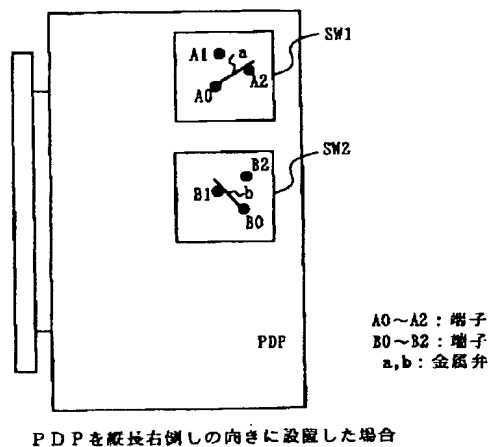 SW1
A1
a
A2
A0
SW2
B2
B1
b
B0
PDP
A0～A2：端子
B0～B2：端子
a,b：金属弁
PDPを縦長右倒しの向きに設置した場合